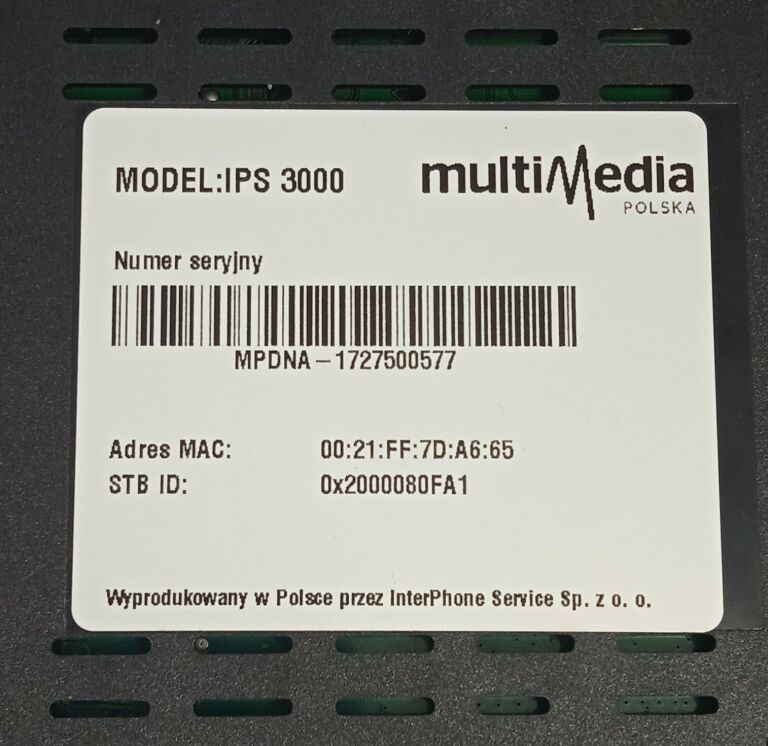 MODEL:IPS 3000
multiMedia
POLSKA
Numer seryjny
MPDNA-1727500577
Adres MAC: 00:21:FF:7D:A6:65
STB ID: 0x2000080FA1
Wyprodukowany w Polsce przez InterPhone Service Sp. z o. o.